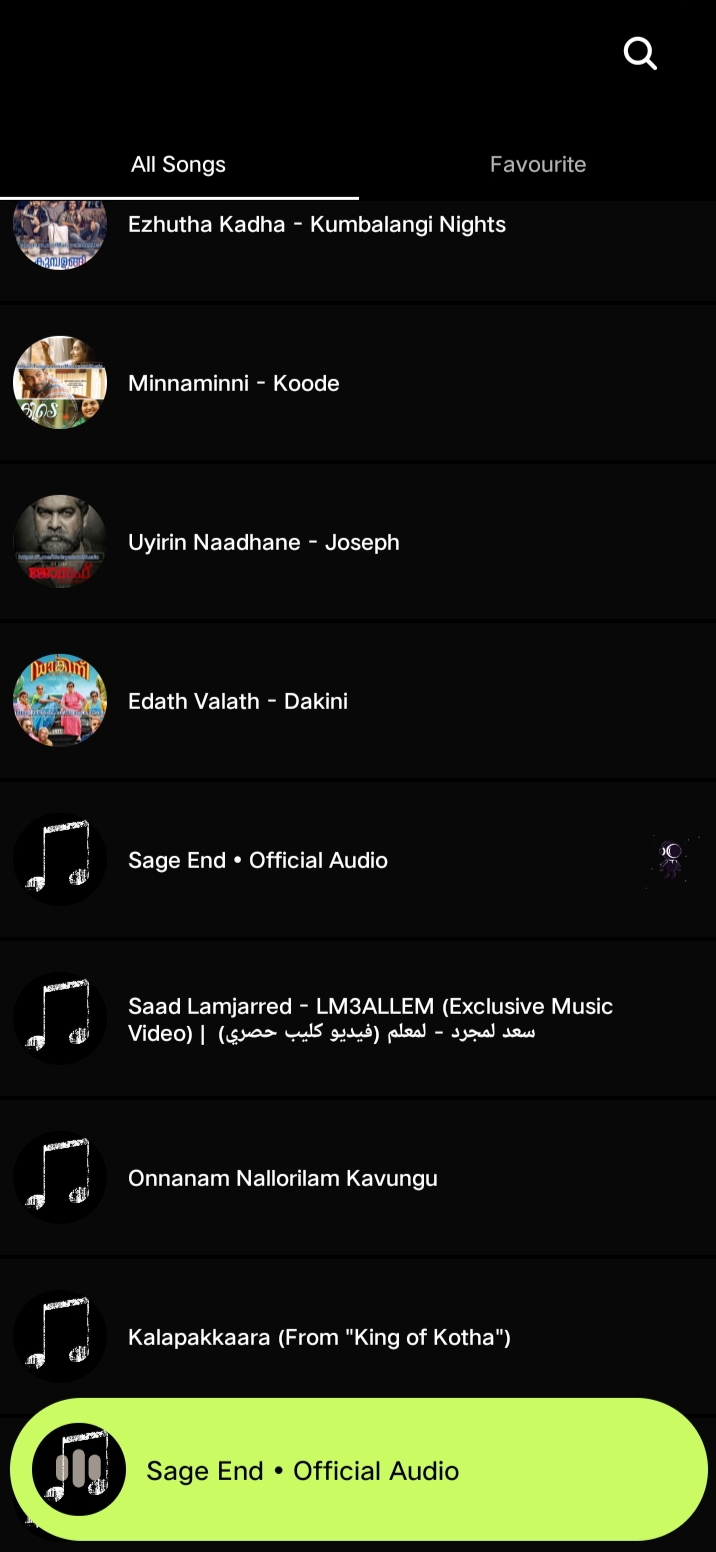 All Songs
Favourite
Ezhutha Kadha - Kumbalangi Nights
Minnaminni - Koode
കൂടെ
Uyirin Naadhane - Joseph
ജോസഫ്
Edath Valath - Dakini
ഡാകിനി
Sage End • Official Audio
Saad Lamjarred - LM3ALLEM (Exclusive Music
Video) | سعد لمجرد - لمعلم (فيديو كليب حصري)
Onnanam Nallorilam Kavungu
Kalapakkaara (From "King of Kotha")
Sage End • Official Audio